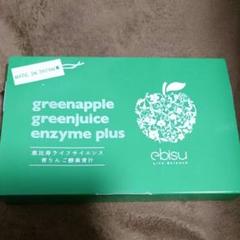 MADE IN JAPAN
greenapple
greenjuice
enzyme plus
恵比寿ライフサイエンス
青りんご酵素青汁
ebisu
LIFE SCIENCE